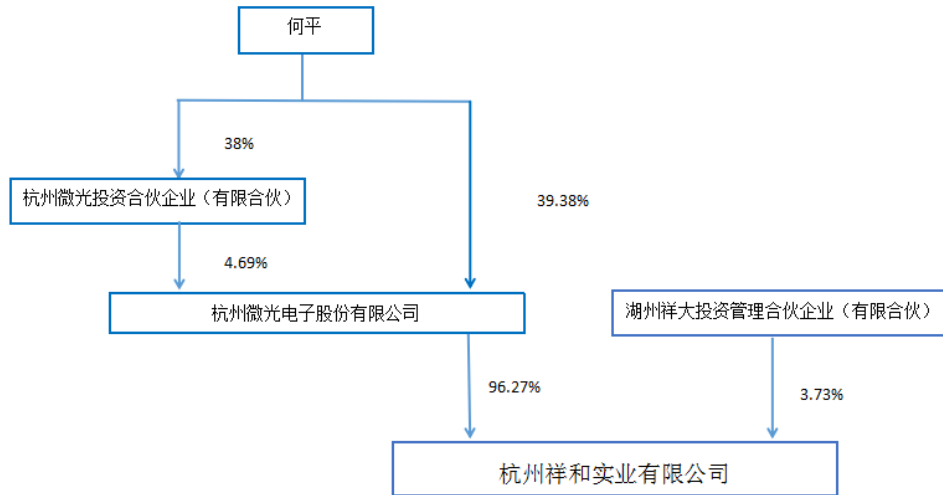 何平
38%
杭州微光投资合伙企业（有限合伙）
39.38%
4.69%
杭州微光电子股份有限公司
湖州祥大投资管理合伙企业（有限合伙）
96.27%
3.73%
杭州祥和实业有限公司